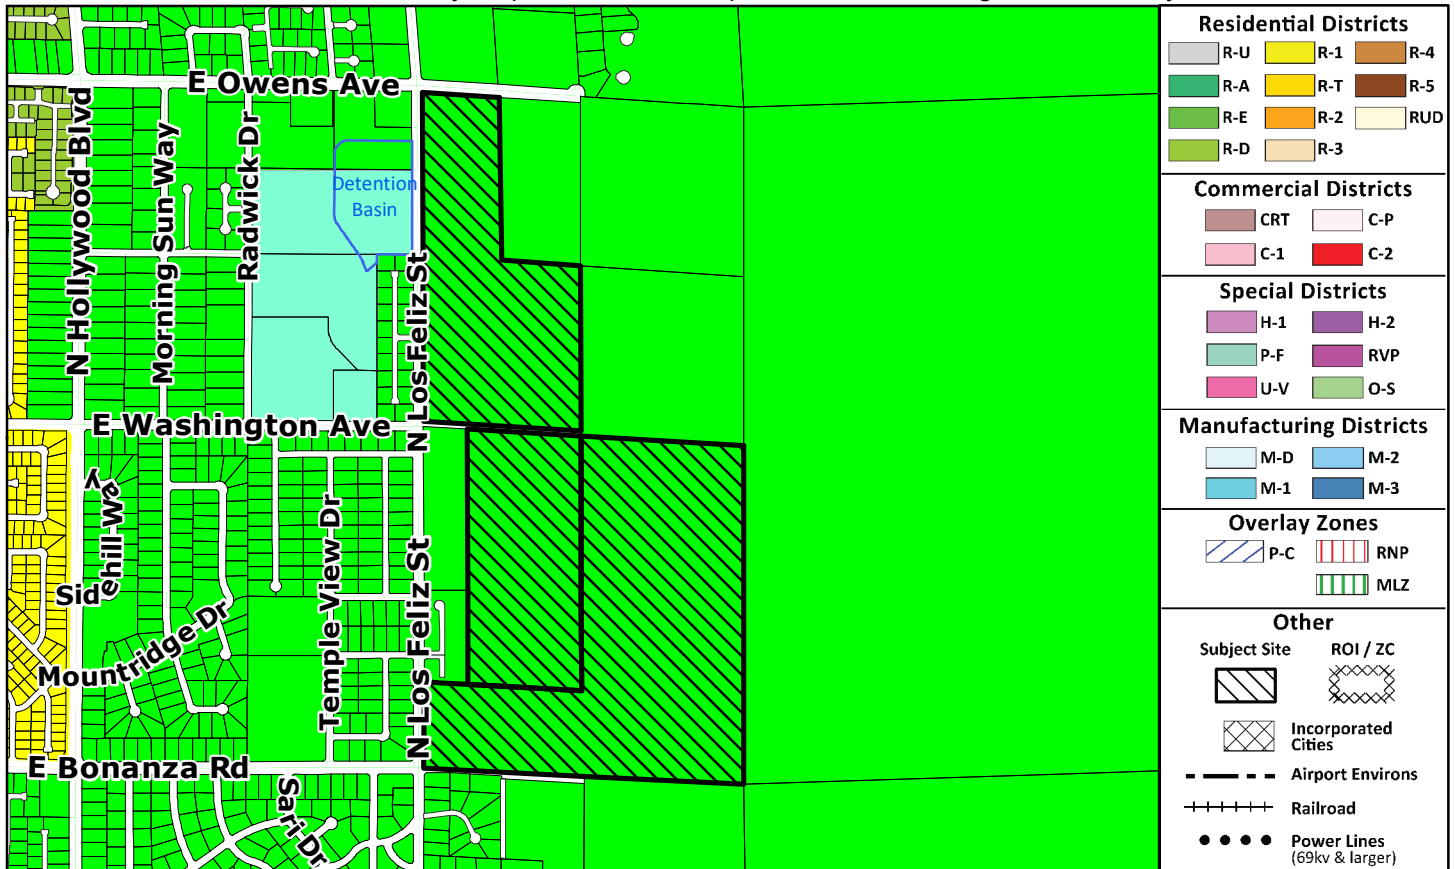 E Owens Ave
N Hollywood Blvd
Morning Sun Way
Radwick Dr
Detention
Basin
N Los Feliz St
E Washington Ave
Sidehill Way
Temple View Dr
N Los Feliz St
Mountridge Dr
E Bonanza Rd
Sari Dr
Residential Districts
R-U R-1 R-4
R-A R-T R-5
R-E R-2 RUD
R-D R-3
Commercial Districts
CRT C-P
C-1 C-2
Special Districts
H-1 H-2
P-F RVP
U-V O-S
Manufacturing Districts
M-D M-2
M-1 M-3
Overlay Zones
P-C RNP
MLZ
Other
Subject Site ROI / ZC
Incorporated
Cities
Airport Environs
Railroad
Power Lines
(69kv & larger)